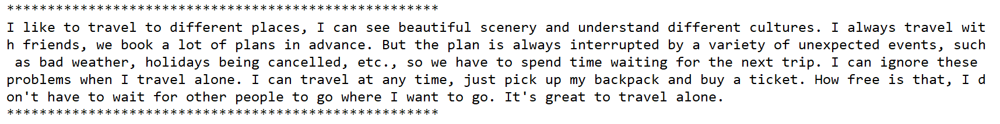 *****************************************************
I like to travel to different places, I can see beautiful scenery and understand different cultures. I always travel wit
h friends, we book a lot of plans in advance. But the plan is always interrupted by a variety of unexpected events, such
 as bad weather, holidays being cancelled, etc., so we have to spend time waiting for the next trip. I can ignore these
problems when I travel alone. I can travel at any time, just pick up my backpack and buy a ticket. How free is that, I d
on't have to wait for other people to go where I want to go. It's great to travel alone.
*****************************************************